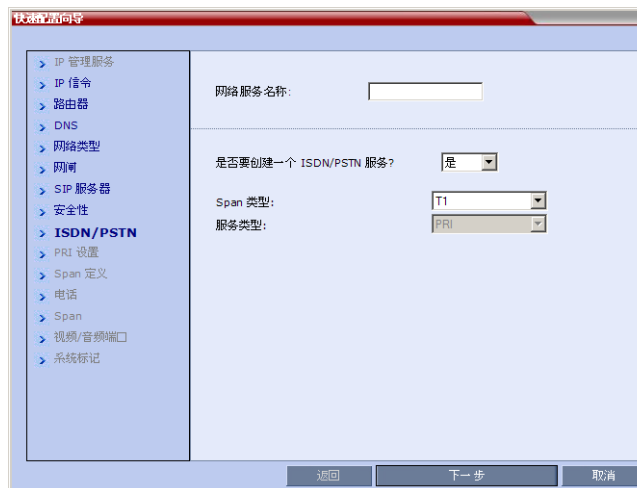 快速配置向导
IP 管理服务
IP 信令
路由器
DNS
网络类型
网闸
SIP 服务器
安全性
ISDN/PSTN
PRI 设置
Span 定义
电话
Span
视频/音频端口
系统标记
网络服务名称:
是否要创建一个 ISDN/PSTN 服务?
是
Span 类型:
T1
服务类型:
PRI
返回
下一步
取消